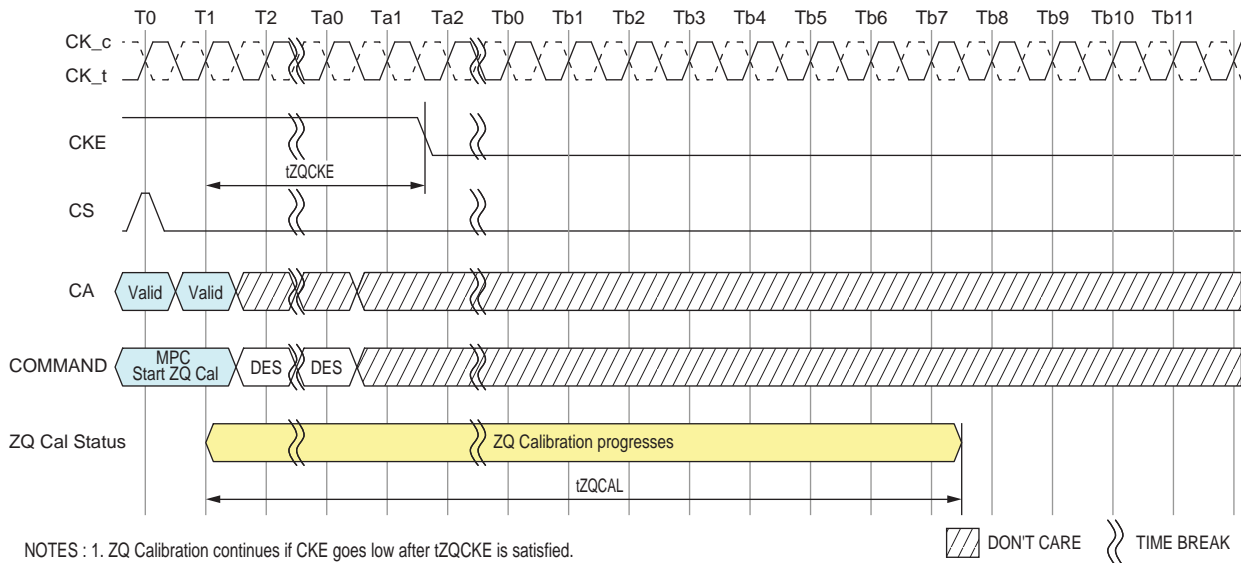 T0 T1 T2 Ta0 Ta1 Ta2 Tb0 Tb1 Tb2 Tb3 Tb4 Tb5 Tb6 Tb7 Tb8 Tb9 Tb10 Tb11
CK_c
CK_t
CKE
tZQCKE
CS
CA Valid Valid
COMMAND MPC
Start ZQ Cal DES DES
ZQ Cal Status ZQ Calibration progresses
tZQCAL
NOTES : 1. ZQ Calibration continues if CKE goes low after tZQCKE is satisfied.
DON'T CARE TIME BREAK